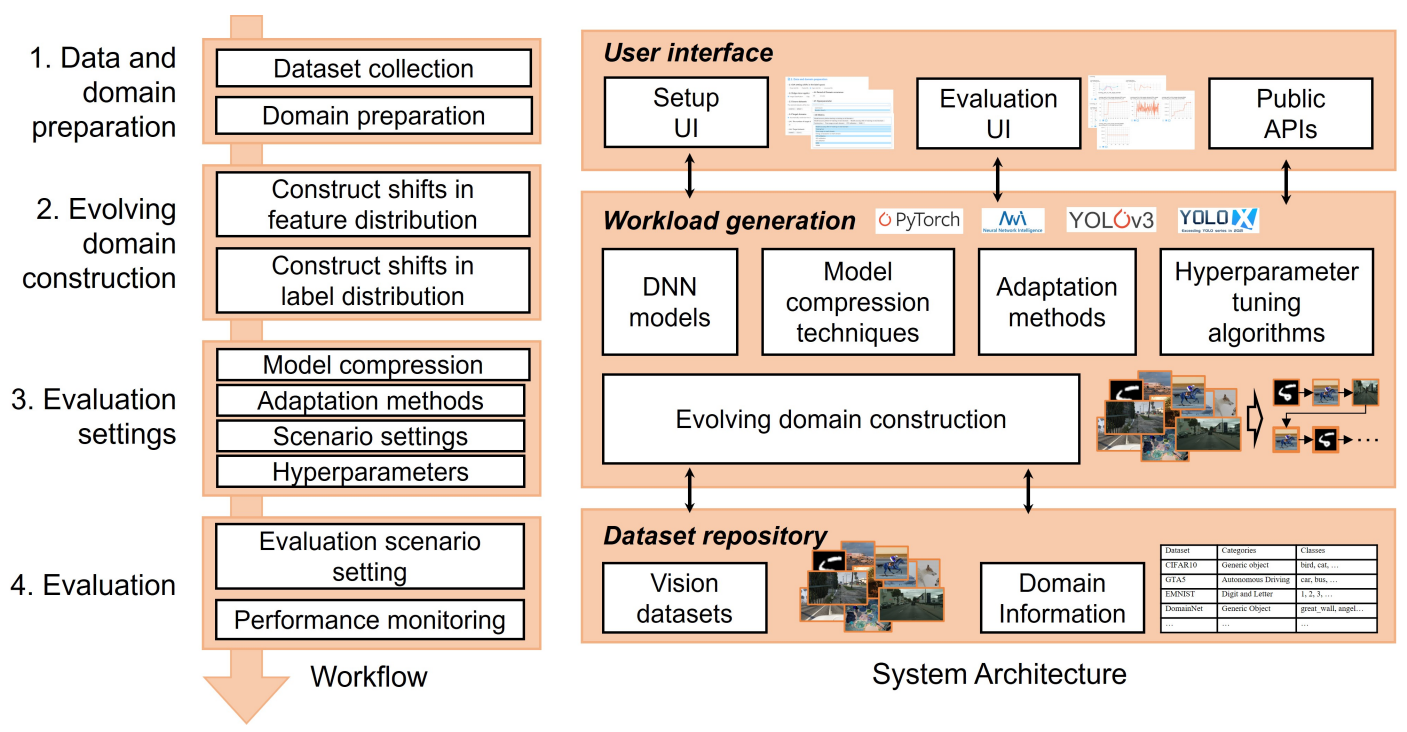 1. Data and
domain
preparation
Dataset collection
Domain preparation
2. Evolving
domain
construction
Construct shifts in
feature distribution
Construct shifts in
label distribution
3. Evaluation
settings
Model compression
Adaptation methods
Scenario settings
Hyperparameters
4. Evaluation
Evaluation scenario
setting
Performance monitoring
Workflow
User interface
Setup
UI
Evaluation
UI
Public
APIs
Workload generation
PyTorch
Neural Network Intelligence
YOLOv3
YOLOX
Exceeding YOLO series in 2021
DNN
models
Model
compression
techniques
Adaptation
methods
Hyperparameter
tuning
algorithms
Evolving domain construction
Dataset repository
Vision
datasets
Domain
Information
Dataset Categories Classes
CIFAR10 Generic object bird, cat, …
GTA5 Autonomous Driving car, bus, …
EMNIST Digit and Letter 1, 2, 3, …
DomainNet Generic Object great_wall, angel…
… … …
System Architecture